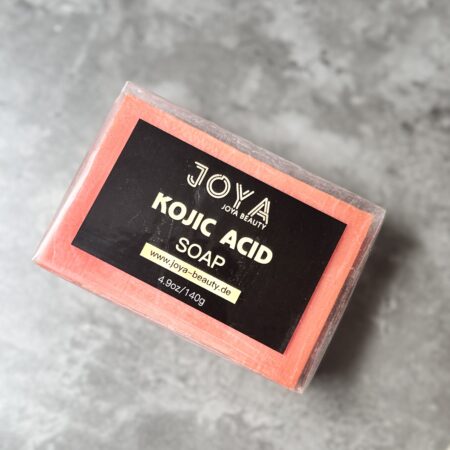 JOYA
JOYA BEAUTY
KOJIC ACID
SOAP
www.joya-beauty.de
4.9oz/140g